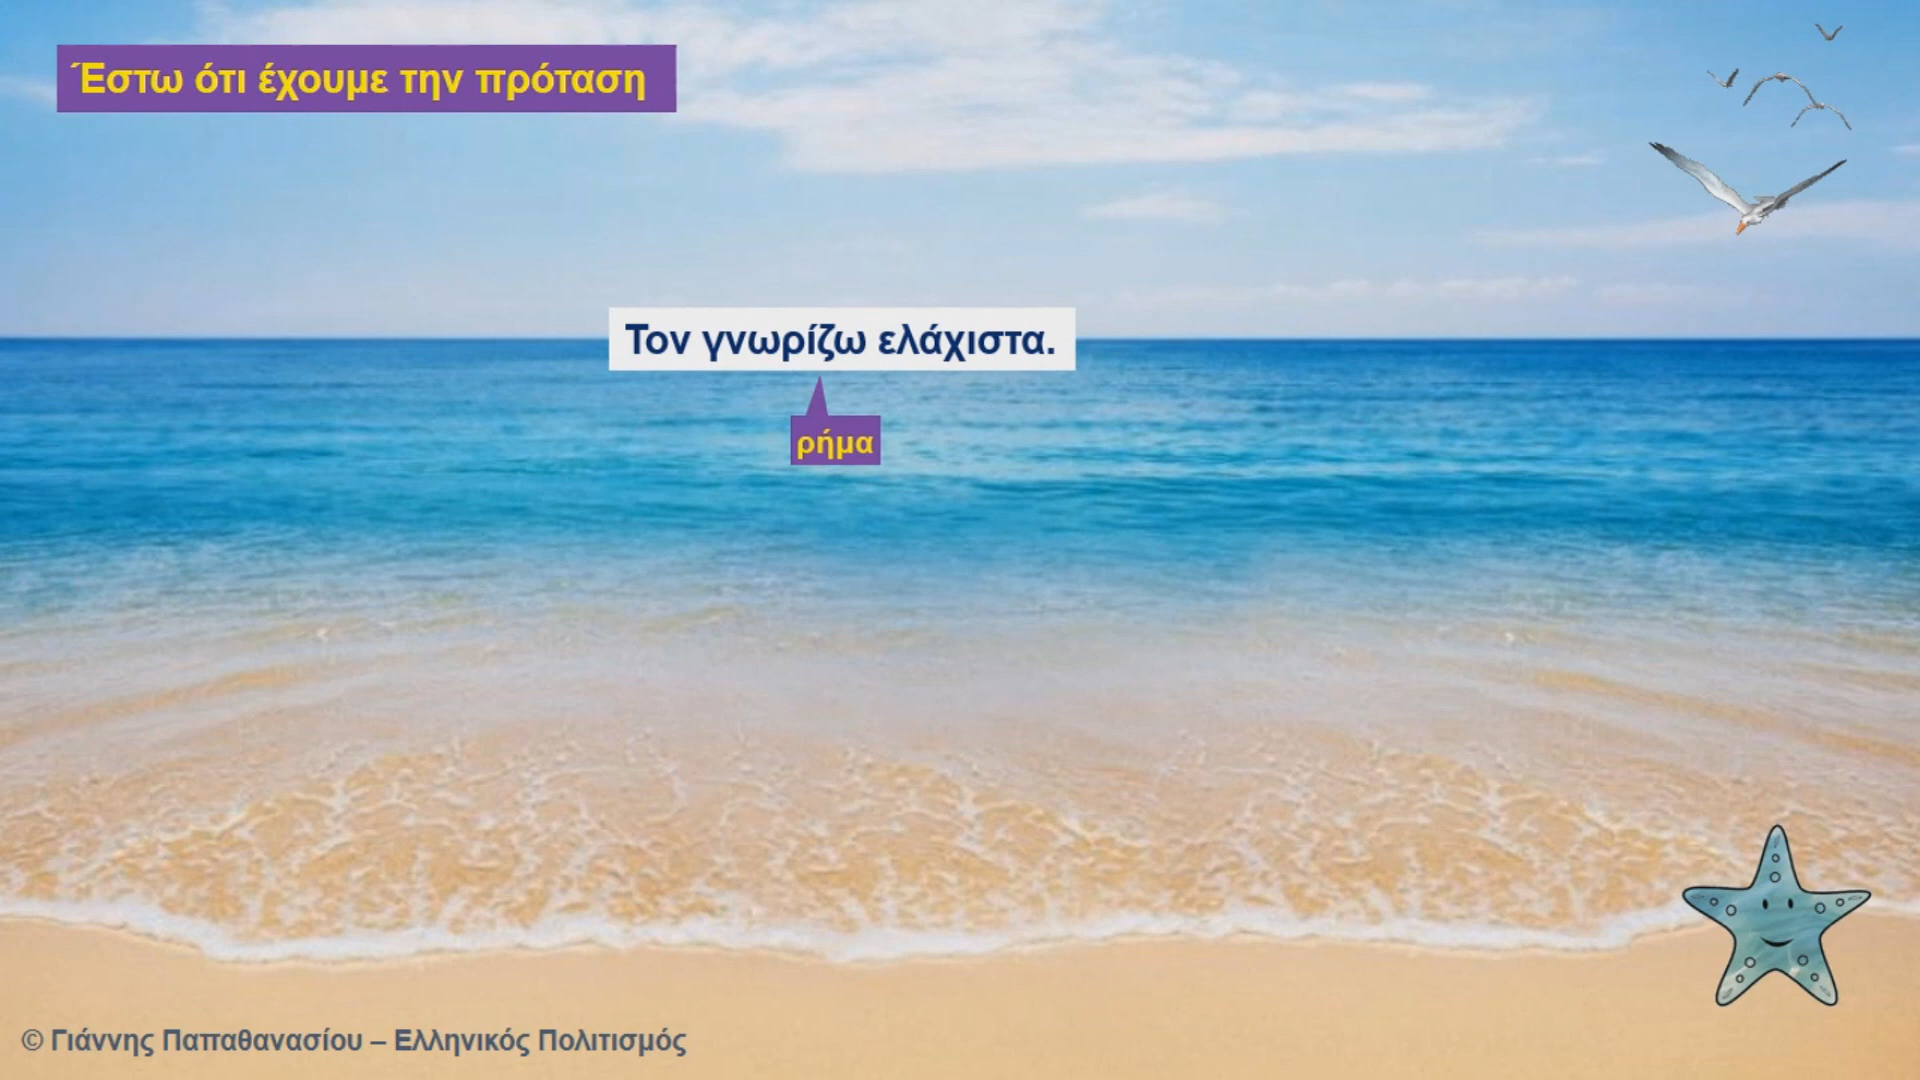 Έστω ότι έχουμε την πρόταση
Τον γνωρίζω ελάχιστα.
ρήμα
© Γιάννης Παπαθανασίου – Ελληνικός Πολιτισμός